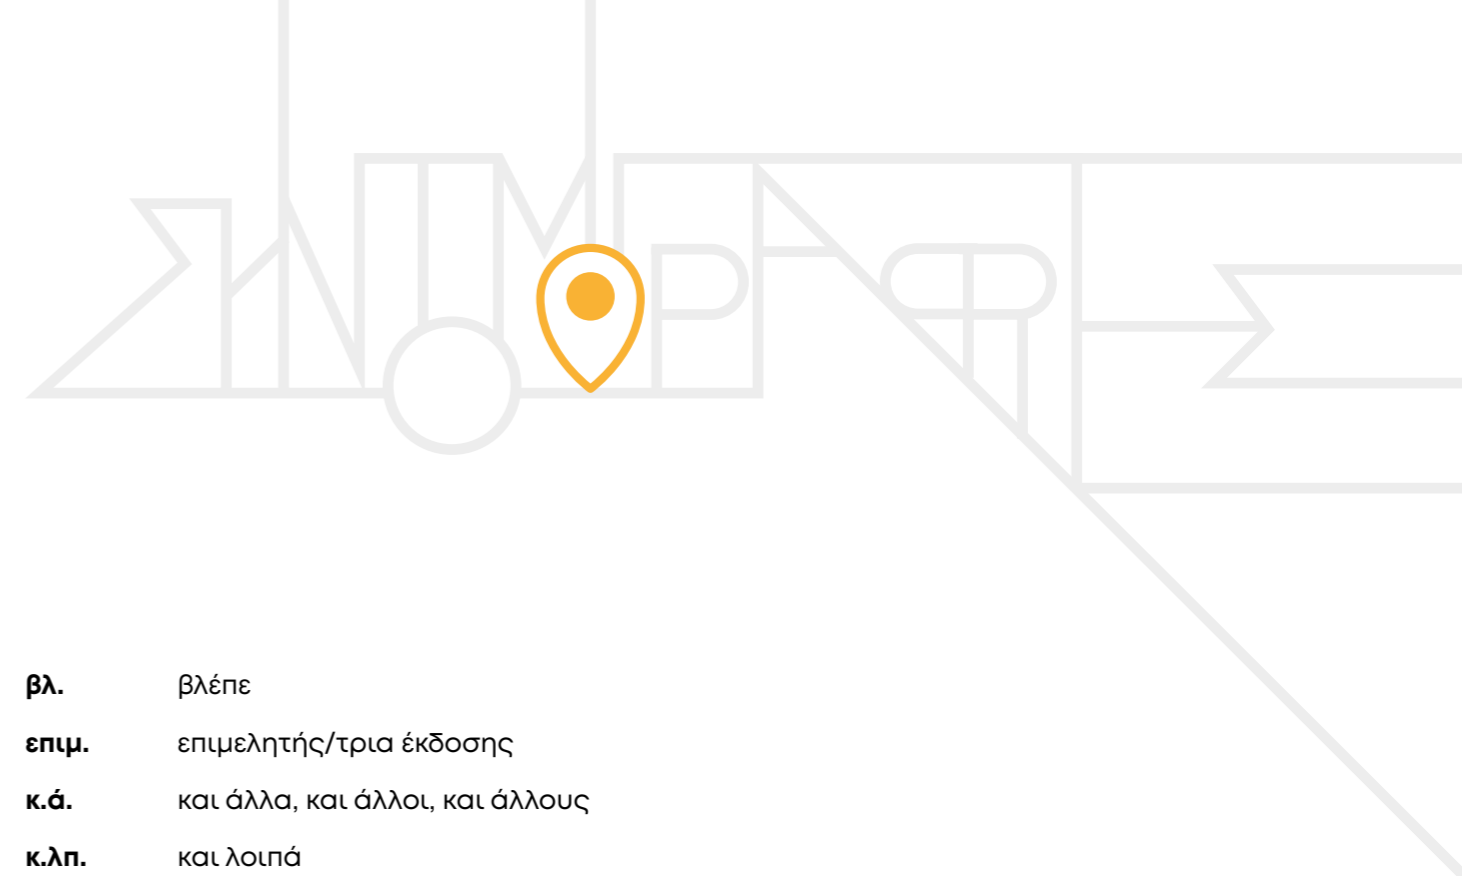 βλ. βλέπε
επιμ. επιμελητής/τρια έκδοσης
κ.ά. και άλλα, και άλλοι, και άλλους
κ.λπ. και λοιπά